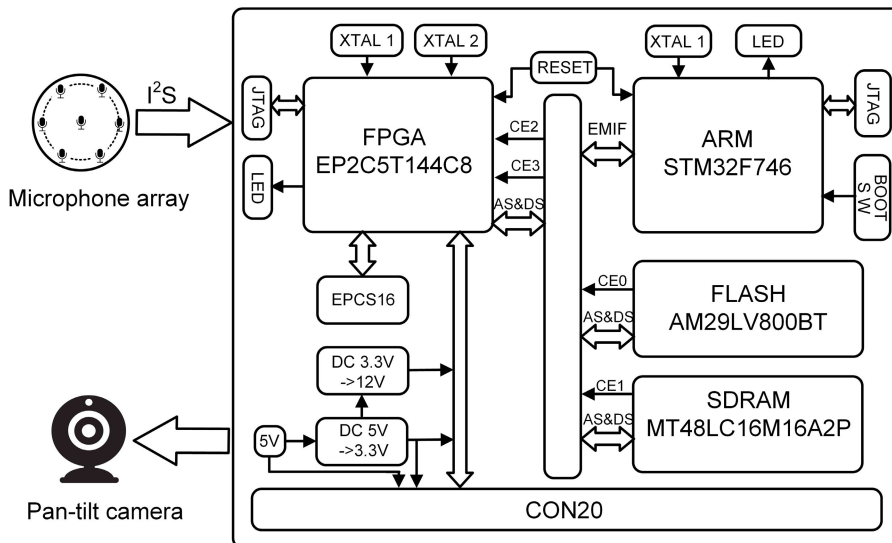 XTAL 1
XTAL 2
XTAL 1
LED
RESET
I²S
JTAG
FPGA
EP2C5T144C8
CE2
CE3
AS&DS
EMIF
ARM
STM32F746
JTAG
LED
BOOT
SW
Microphone array
EPCS16
CE0
FLASH
AM29LV800BT
AS&DS
DC 3.3V
->12V
CE1
SDRAM
MT48LC16M16A2P
AS&DS
5V
DC 5V
->3.3V
Pan-tilt camera
CON20